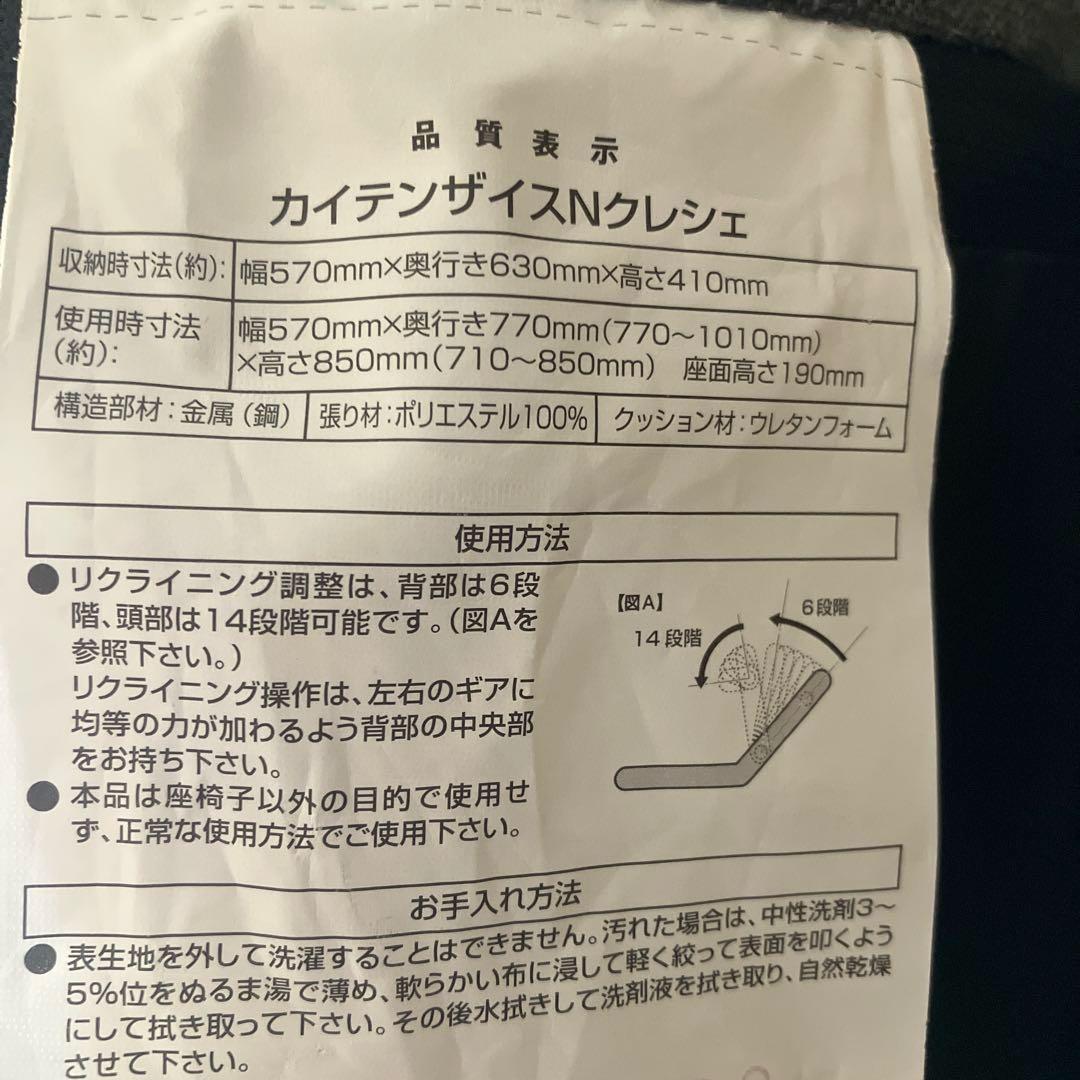 品質表示
カイテンザイスNクレシェ
収納時寸法(約): 幅570mm×奥行き630mm×高さ410mm
使用時寸法(約): 幅570mm×奥行き770mm(770〜1010mm)
×高さ850mm(710〜850mm) 座面高さ190mm
構造部材:金属(鋼) 張り材:ポリエステル100% クッション材:ウレタンフォーム
使用方法
● リクライニング調整は、背部は6段
階、頭部は14段階可能です。(図Aを
参照下さい。)
リクライニング操作は、左右のギアに
均等の力が加わるよう背部の中央部
をお持ち下さい。
● 本品は座椅子以外の目的で使用せ
ず、正常な使用方法でご使用下さい。
【図A】
6段階
14段階
お手入れ方法
● 表生地を外して洗濯することはできません。汚れた場合は、中性洗剤3〜
5%位をぬるま湯で薄め、軟らかい布に浸して軽く絞って表面を叩くよう
にして拭き取って下さい。その後水拭きして洗剤液を拭き取り、自然乾燥
させて下さい。